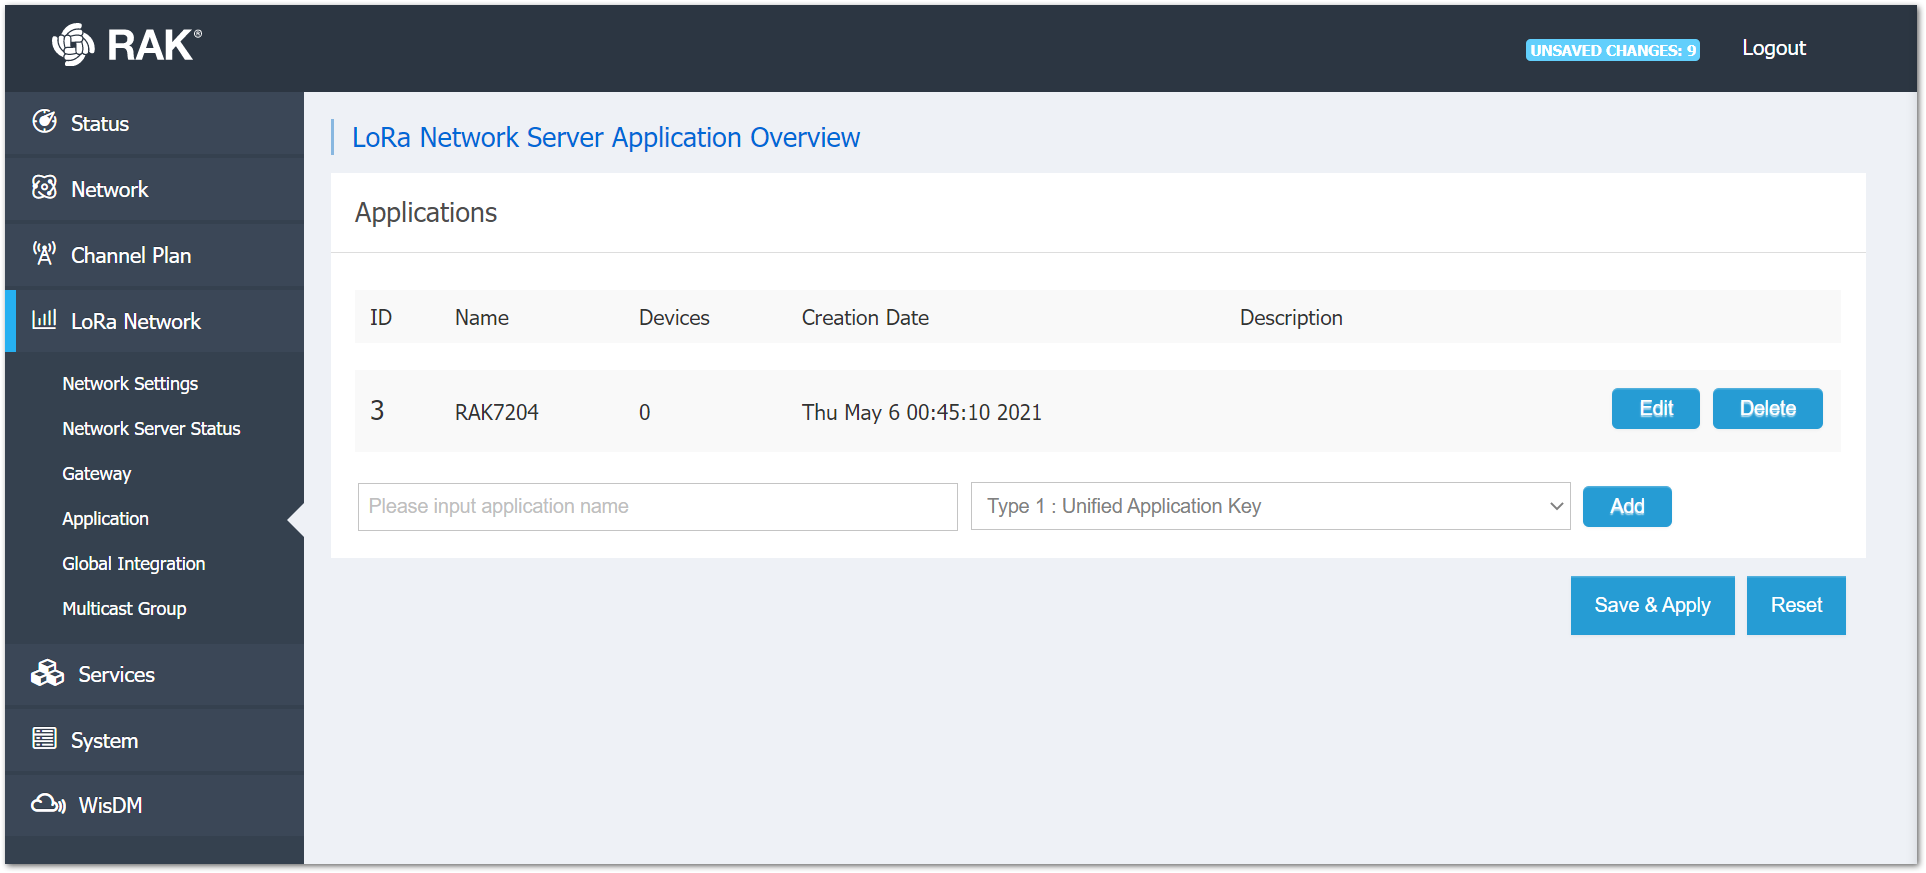 RAK®
UNSAVED CHANGES: 9
Logout
Status
Network
Channel Plan
LoRa Network
Network Settings
Network Server Status
Gateway
Application
Global Integration
Multicast Group
Services
System
WisDM
LoRa Network Server Application Overview
Applications
ID Name Devices Creation Date Description
3 RAK7204 0 Thu May 6 00:45:10 2021 Edit Delete
Please input application name Type 1 : Unified Application Key Add
Save & Apply Reset